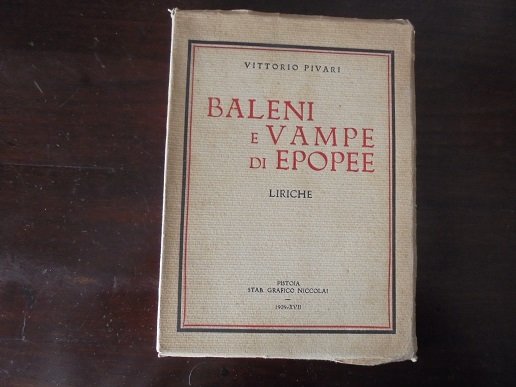 VITTORIO PIVARI
BALENI
E VAMPE
DI EPOPEE
LIRICHE
PISTOIA
STAB. GRAFICO NICCOLAI
1939-XVII